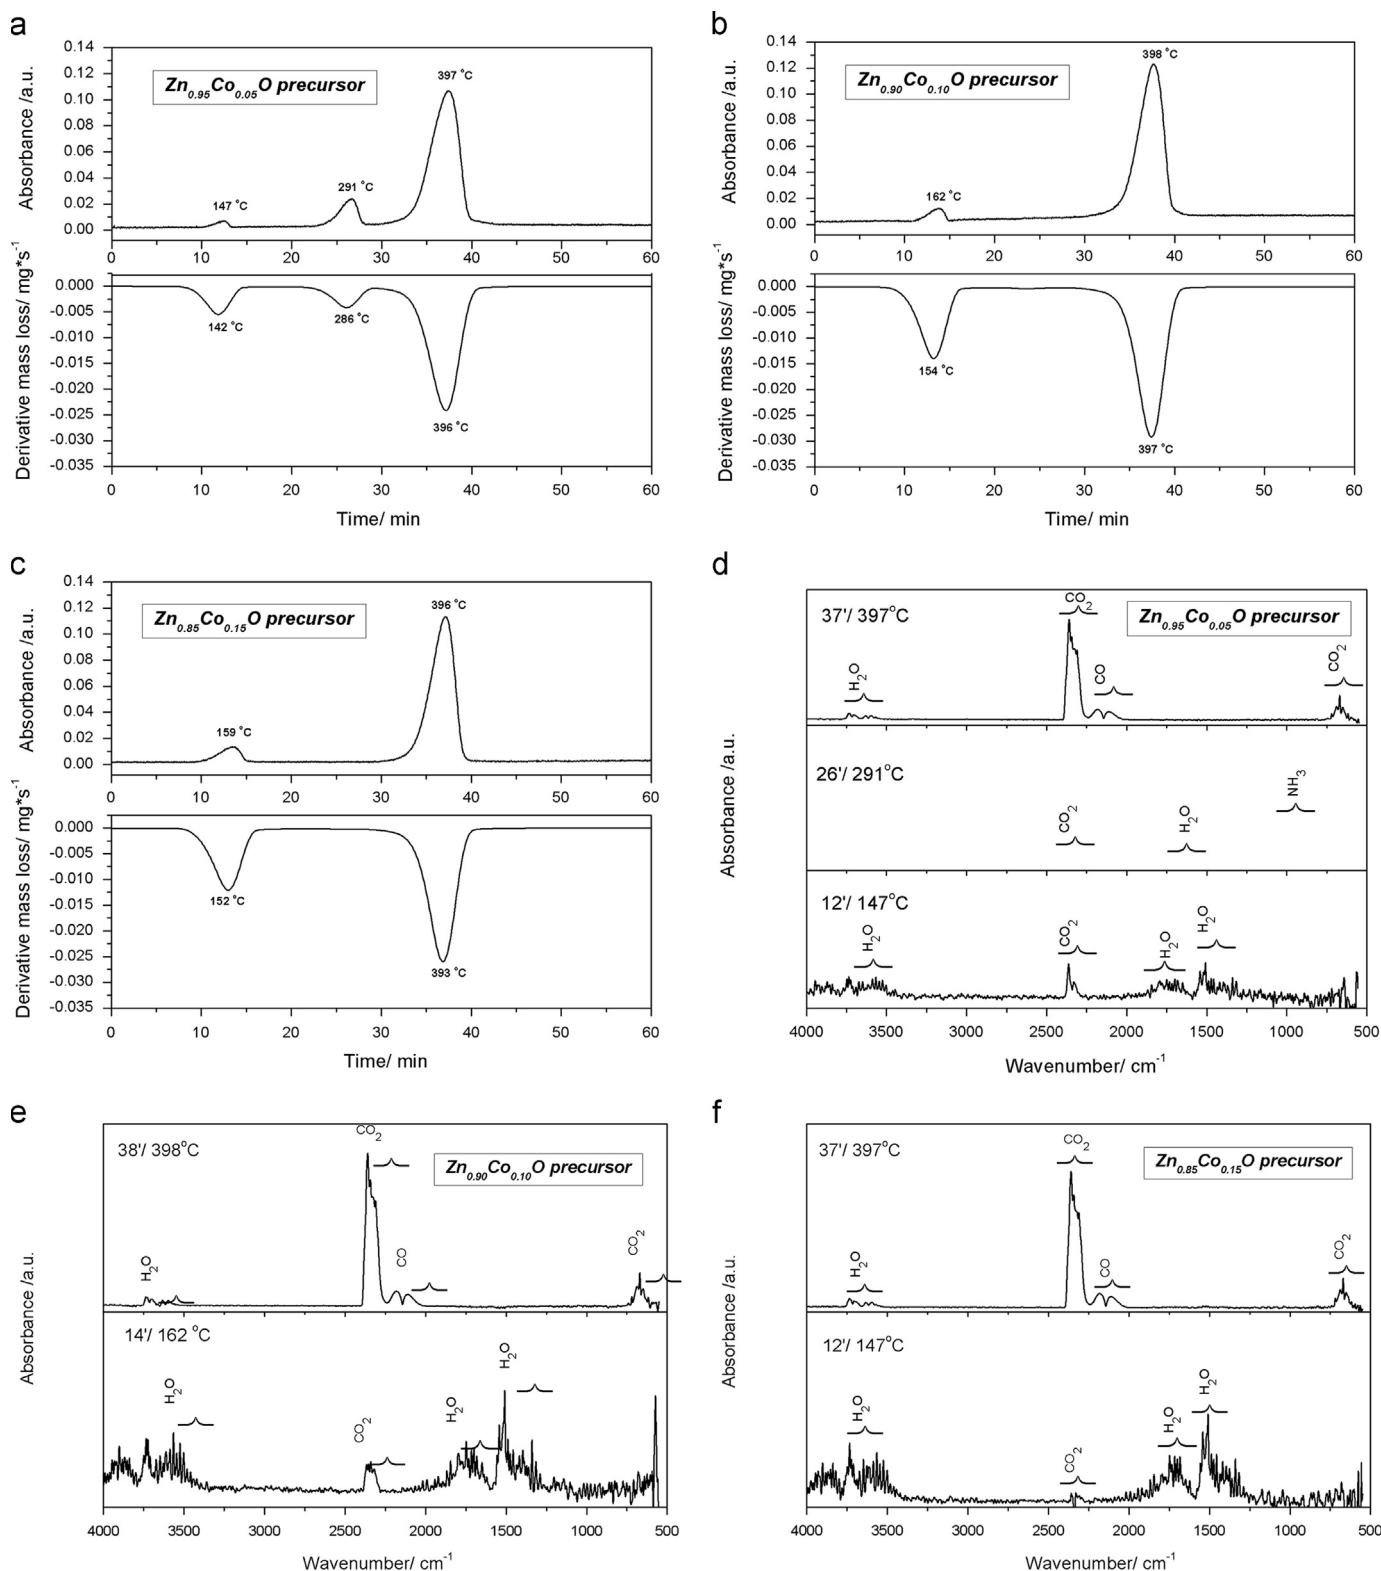 a
Absorbance /a.u.
0.14
0.12
0.10
0.08
0.06
0.04
0.02
0.00
Zn0.95Co0.05O precursor
147 °C
291 °C
397 °C
0 10 20 30 40 50 60
Derivative mass loss/ mg*s-1
0.000
-0.005
-0.010
-0.015
-0.020
-0.025
-0.030
-0.035
142 °C
286 °C
396 °C
0 10 20 30 40 50 60
Time/ min
b
Absorbance /a.u.
0.14
0.12
0.10
0.08
0.06
0.04
0.02
0.00
Zn0.90Co0.10O precursor
162 °C
398 °C
0 10 20 30 40 50 60
Derivative mass loss/ mg*s-1
0.000
-0.005
-0.010
-0.015
-0.020
-0.025
-0.030
-0.035
154 °C
397 °C
0 10 20 30 40 50 60
Time/ min
c
Absorbance /a.u.
0.14
0.12
0.10
0.08
0.06
0.04
0.02
0.00
Zn0.85Co0.15O precursor
159 °C
396 °C
0 10 20 30 40 50 60
Derivative mass loss/ mg*s-1
0.000
-0.005
-0.010
-0.015
-0.020
-0.025
-0.030
-0.035
152 °C
393 °C
0 10 20 30 40 50 60
Time/ min
d
Absorbance /a.u.
37'/ 397°C
Zn0.95Co0.05O precursor
H2O
CO2
CO
CO2
26'/ 291°C
CO2
H2O
NH3
12'/ 147°C
H2O
CO2
H2O
H2O
4000 3500 3000 2500 2000 1500 1000 500
Wavenumber/ cm-1
e
Absorbance /a.u.
38'/ 398°C
Zn0.90Co0.10O precursor
H2O
CO2
CO
CO2
14'/ 162 °C
H2O
CO2
H2O
H2O
4000 3500 3000 2500 2000 1500 1000 500
Wavenumber/ cm-1
f
Absorbance /a.u.
37'/ 397°C
Zn0.85Co0.15O precursor
H2O
CO2
CO
CO2
12'/ 147°C
H2O
CO2
H2O
H2O
4000 3500 3000 2500 2000 1500 1000 500
Wavenumber/ cm-1